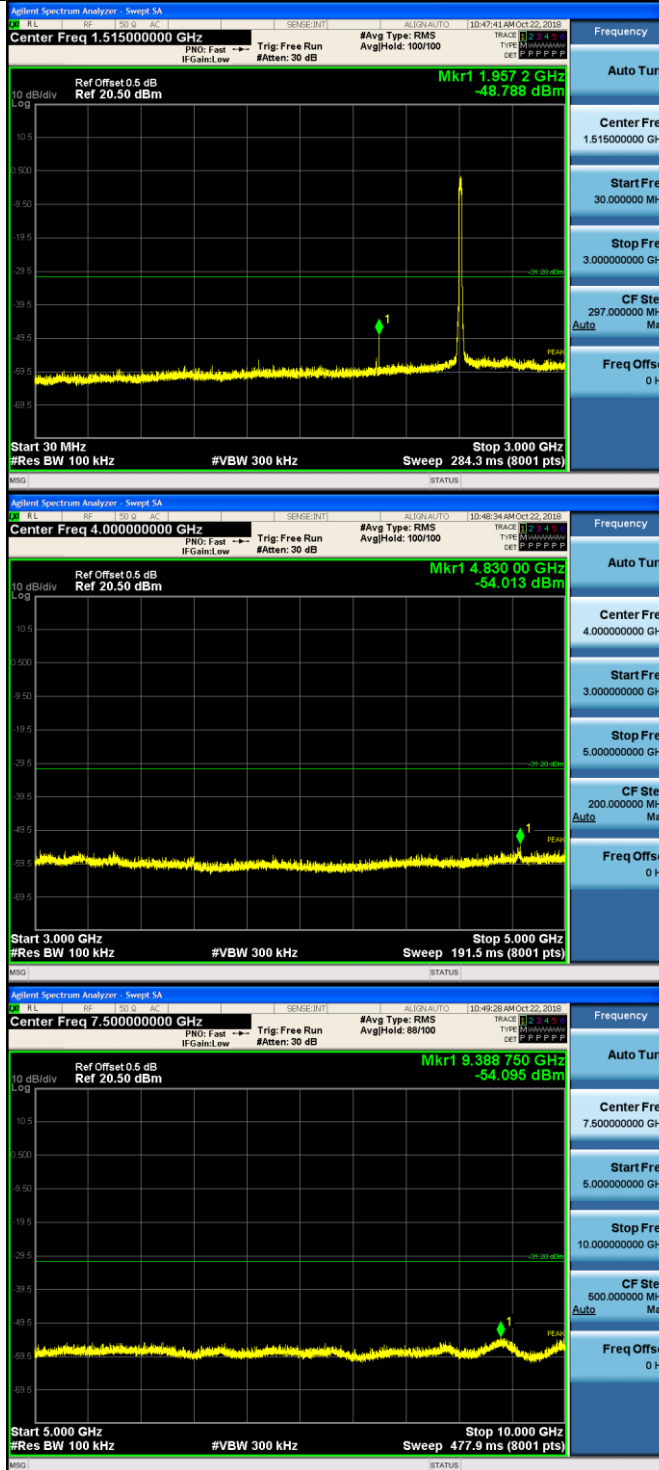 Agilent Spectrum Analyzer - Swept SA
RL RF 50 Ω AC SENSE:INT ALIGNAUTO 10:47:41 AM Oct 22, 2018
Center Freq 1.515000000 GHz
PNO: Fast
IFGain:Low
Trig: Free Run
#Atten: 30 dB
#Avg Type: RMS
Avg|Hold: 100/100
TRACE 1 2 3 4 5 6
TYPE M
DET P P P P P P
Frequency
Auto Tun
Center Fre
1.515000000 GH
Start Fre
30.000000 MH
Stop Fre
3.000000000 GH
CF Ste
297.000000 MH
Auto Ma
Freq Offs
0 H
Mkr1 1.957 2 GHz
-48.788 dBm
Ref Offset 0.5 dB
10 dB/div Ref 20.50 dBm
Log
10.5
0.500
-9.50
-19.5
-29.5
-31.20 dBm
-39.5
1
-49.5
PEAK
-59.5
-69.5
Start 30 MHz Stop 3.000 GHz
#Res BW 100 kHz #VBW 300 kHz Sweep 284.3 ms (8001 pts)
MSG STATUS
Agilent Spectrum Analyzer - Swept SA
RL RF 50 Ω AC SENSE:INT ALIGNAUTO 10:48:34 AM Oct 22, 2018
Center Freq 4.000000000 GHz
PNO: Fast
IFGain:Low
Trig: Free Run
#Atten: 30 dB
#Avg Type: RMS
Avg|Hold: 100/100
TRACE 1 2 3 4 5 6
TYPE M
DET P P P P P P
Frequency
Auto Tun
Center Fre
4.000000000 GH
Start Fre
3.000000000 GH
Stop Fre
5.000000000 GH
CF Ste
200.000000 MH
Auto Ma
Freq Offs
0 H
Mkr1 4.830 00 GHz
-54.013 dBm
Ref Offset 0.5 dB
10 dB/div Ref 20.50 dBm
Log
10.5
0.500
-9.50
-19.5
-29.5
-31.20 dBm
-39.5
-49.5
1
PEAK
-59.5
-69.5
Start 3.000 GHz Stop 5.000 GHz
#Res BW 100 kHz #VBW 300 kHz Sweep 191.5 ms (8001 pts)
MSG STATUS
Agilent Spectrum Analyzer - Swept SA
RL RF 50 Ω AC SENSE:INT ALIGNAUTO 10:49:28 AM Oct 22, 2018
Center Freq 7.500000000 GHz
PNO: Fast
IFGain:Low
Trig: Free Run
#Atten: 30 dB
#Avg Type: RMS
Avg|Hold: 88/100
TRACE 1 2 3 4 5 6
TYPE M
DET P P P P P P
Frequency
Auto Tun
Center Fre
7.500000000 GH
Start Fre
5.000000000 GH
Stop Fre
10.000000000 GH
CF Ste
500.000000 MH
Auto Ma
Freq Offs
0 H
Mkr1 9.388 750 GHz
-54.095 dBm
Ref Offset 0.5 dB
10 dB/div Ref 20.50 dBm
Log
10.5
0.500
-9.50
-19.5
-29.5
-31.20 dBm
-39.5
-49.5
1
PEAK
-59.5
-69.5
Start 5.000 GHz Stop 10.000 GHz
#Res BW 100 kHz #VBW 300 kHz Sweep 477.9 ms (8001 pts)
MSG STATUS